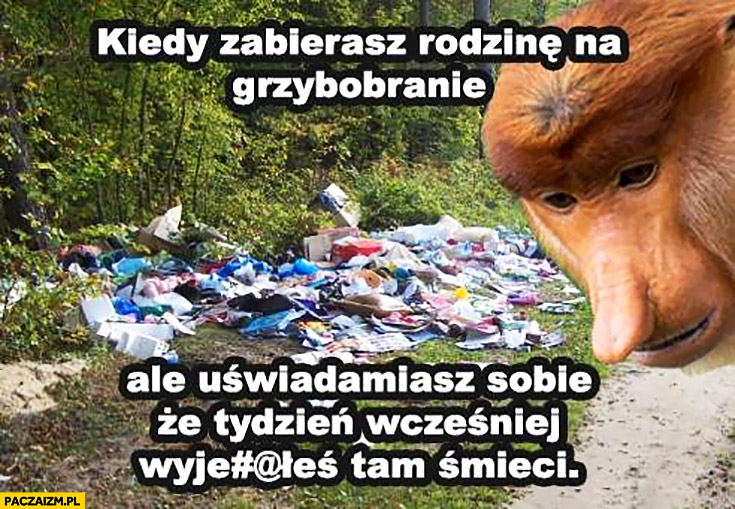 Kiedy zabierasz rodzinę na
grzybobranie
ale uświadamiasz sobie
że tydzień wcześniej
wyje#@łeś tam śmieci.
PACZAIZM.PL